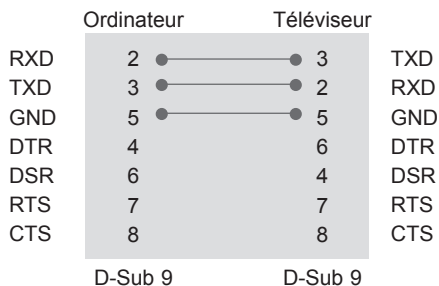 Ordinateur Téléviseur
RXD 2 3 TXD
TXD 3 2 RXD
GND 5 5 GND
DTR 4 6 DTR
DSR 6 4 DSR
RTS 7 7 RTS
CTS 8 8 CTS
D-Sub 9 D-Sub 9